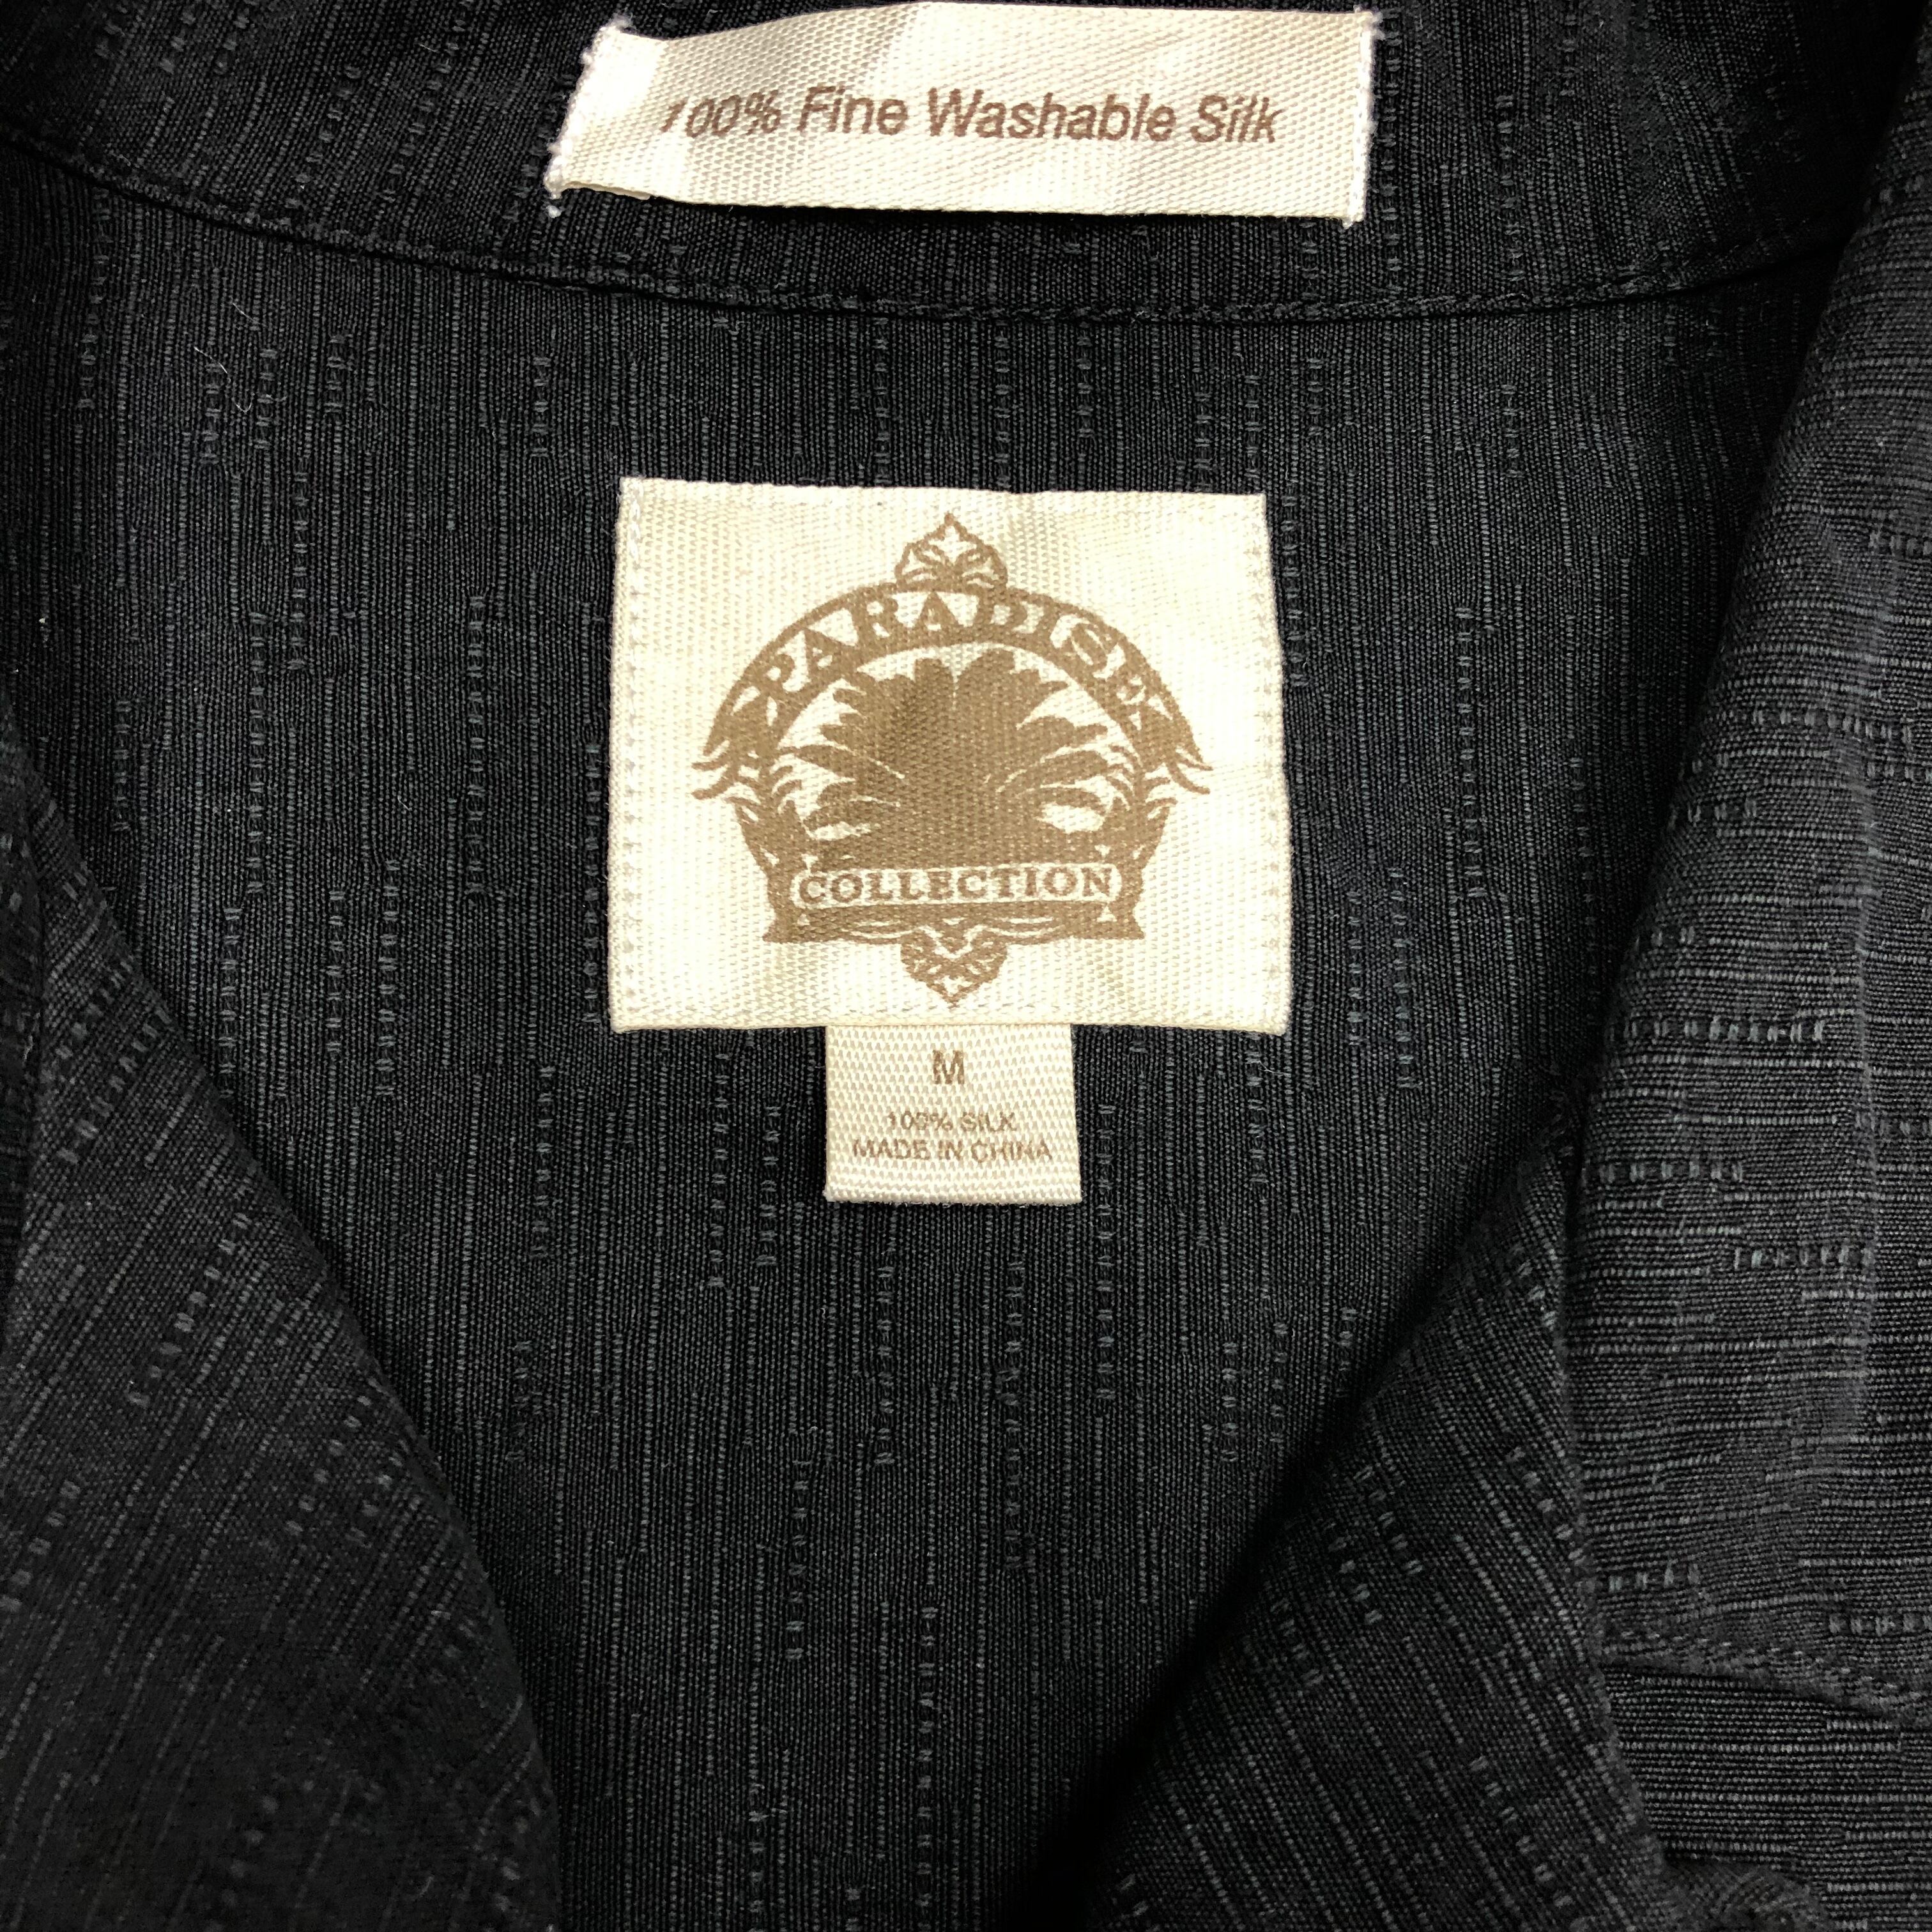 100% Fine Washable Silk
PARADISE
COLLECTION
M
100% SILK
MADE IN CHINA